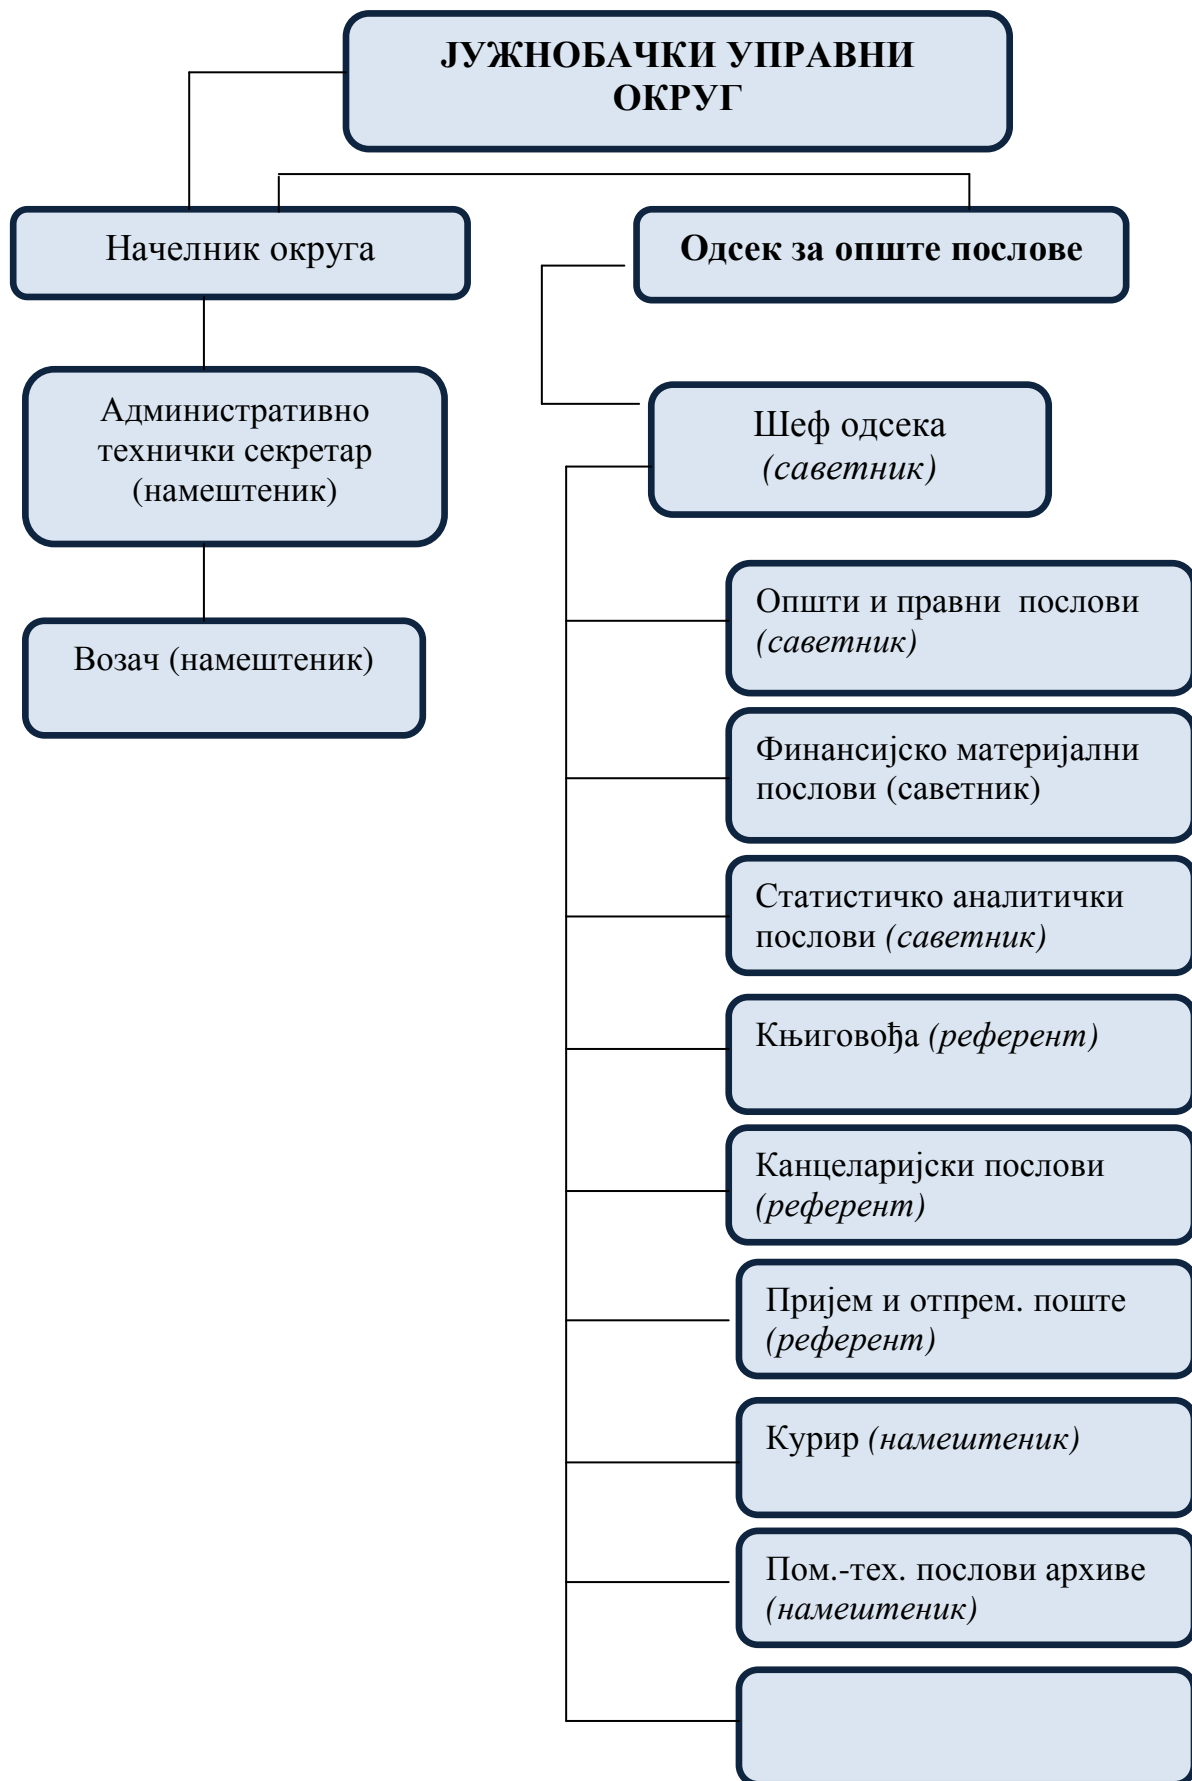 ЈУЖНОБАЧКИ УПРАВНИ
ОКРУГ
Начелник округа
Одсек за опште послове
Административно
технички секретар
(намештеник)
Возач (намештеник)
Шеф одсека
(саветник)
Општи и правни  послови
(саветник)
Финансијско материјални
послови (саветник)
Статистичко аналитички
послови (саветник)
Књиговођа (референт)
Канцеларијски послови
(референт)
Пријем и отпрем. поште
(референт)
Курир (намештеник)
Пом.-тех. послови архиве
(намештеник)